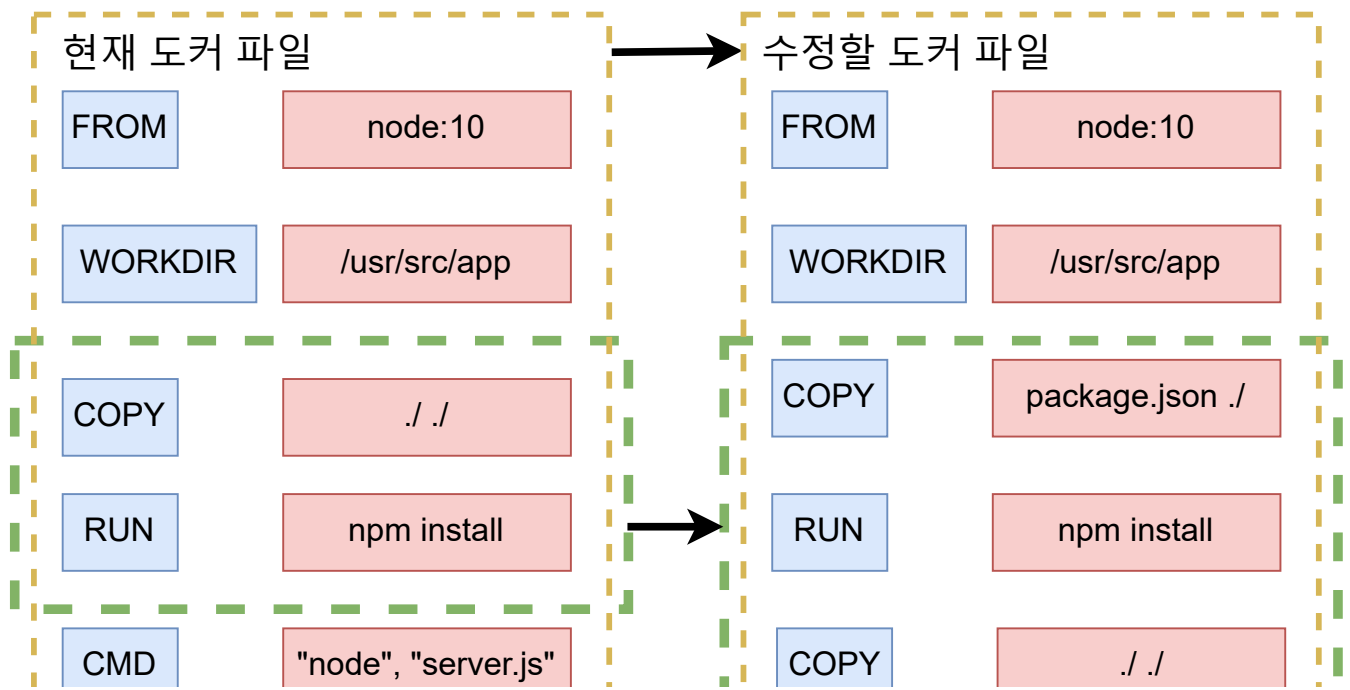 현재 도커 파일
FROM node:10
WORKDIR /usr/src/app
COPY ./ ./
RUN npm install
CMD "node", "server.js"
수정할 도커 파일
FROM node:10
WORKDIR /usr/src/app
COPY package.json ./
RUN npm install
COPY ./ ./